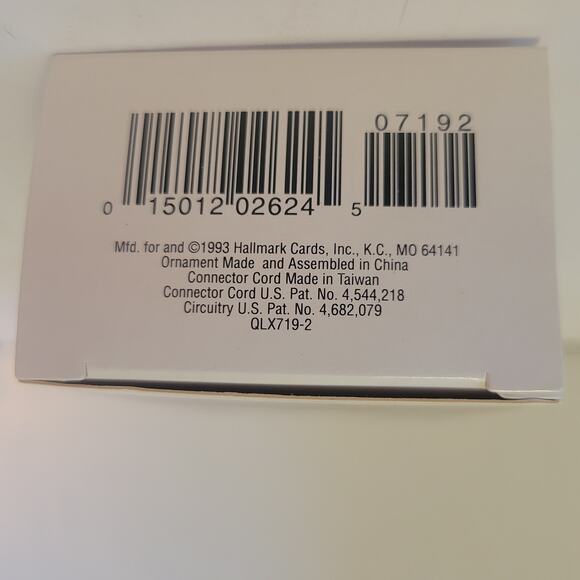 07192
0 15012 02624 5
Mfd. for and ©1993 Hallmark Cards, Inc., K.C., MO 64141
Ornament Made and Assembled in China
Connector Cord Made in Taiwan
Connector Cord U.S. Pat. No. 4,544,218
Circuitry U.S. Pat. No. 4,682,079
QLX719-2